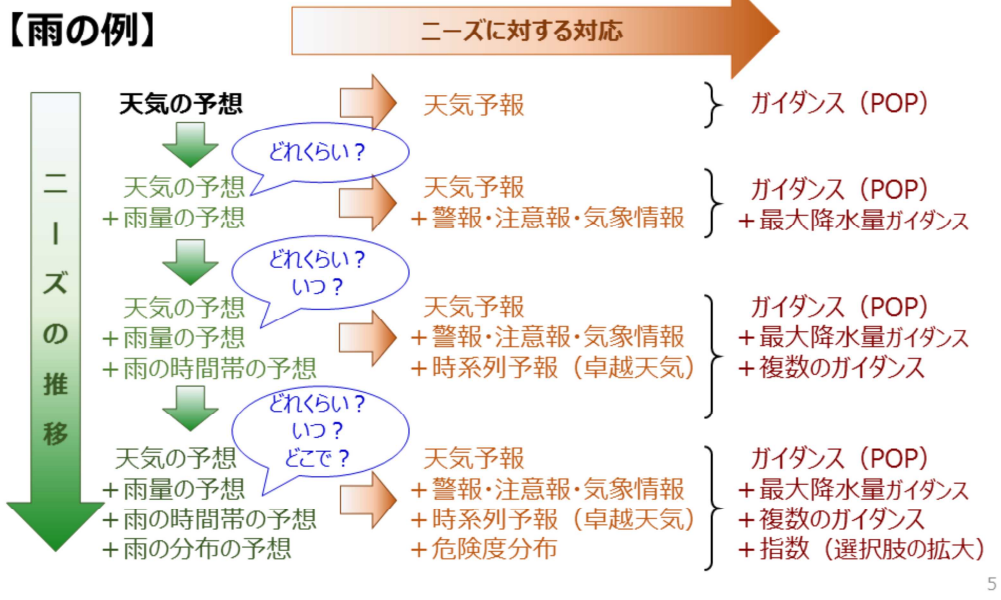 【雨の例】
ニーズに対する対応
ニーズの推移
天気の予想
天気予報
ガイダンス（POP）
どれくらい？
天気の予想
＋雨量の予想
天気予報
＋警報・注意報・気象情報
ガイダンス（POP）
＋最大降水量ガイダンス
どれくらい？
いつ？
天気の予想
＋雨量の予想
＋雨の時間帯の予想
天気予報
＋警報・注意報・気象情報
＋時系列予報（卓越天気）
ガイダンス（POP）
＋最大降水量ガイダンス
＋複数のガイダンス
どれくらい？
いつ？
どこで？
天気の予想
＋雨量の予想
＋雨の時間帯の予想
＋雨の分布の予想
天気予報
＋警報・注意報・気象情報
＋時系列予報（卓越天気）
＋危険度分布
ガイダンス（POP）
＋最大降水量ガイダンス
＋複数のガイダンス
＋指数（選択肢の拡大）
5